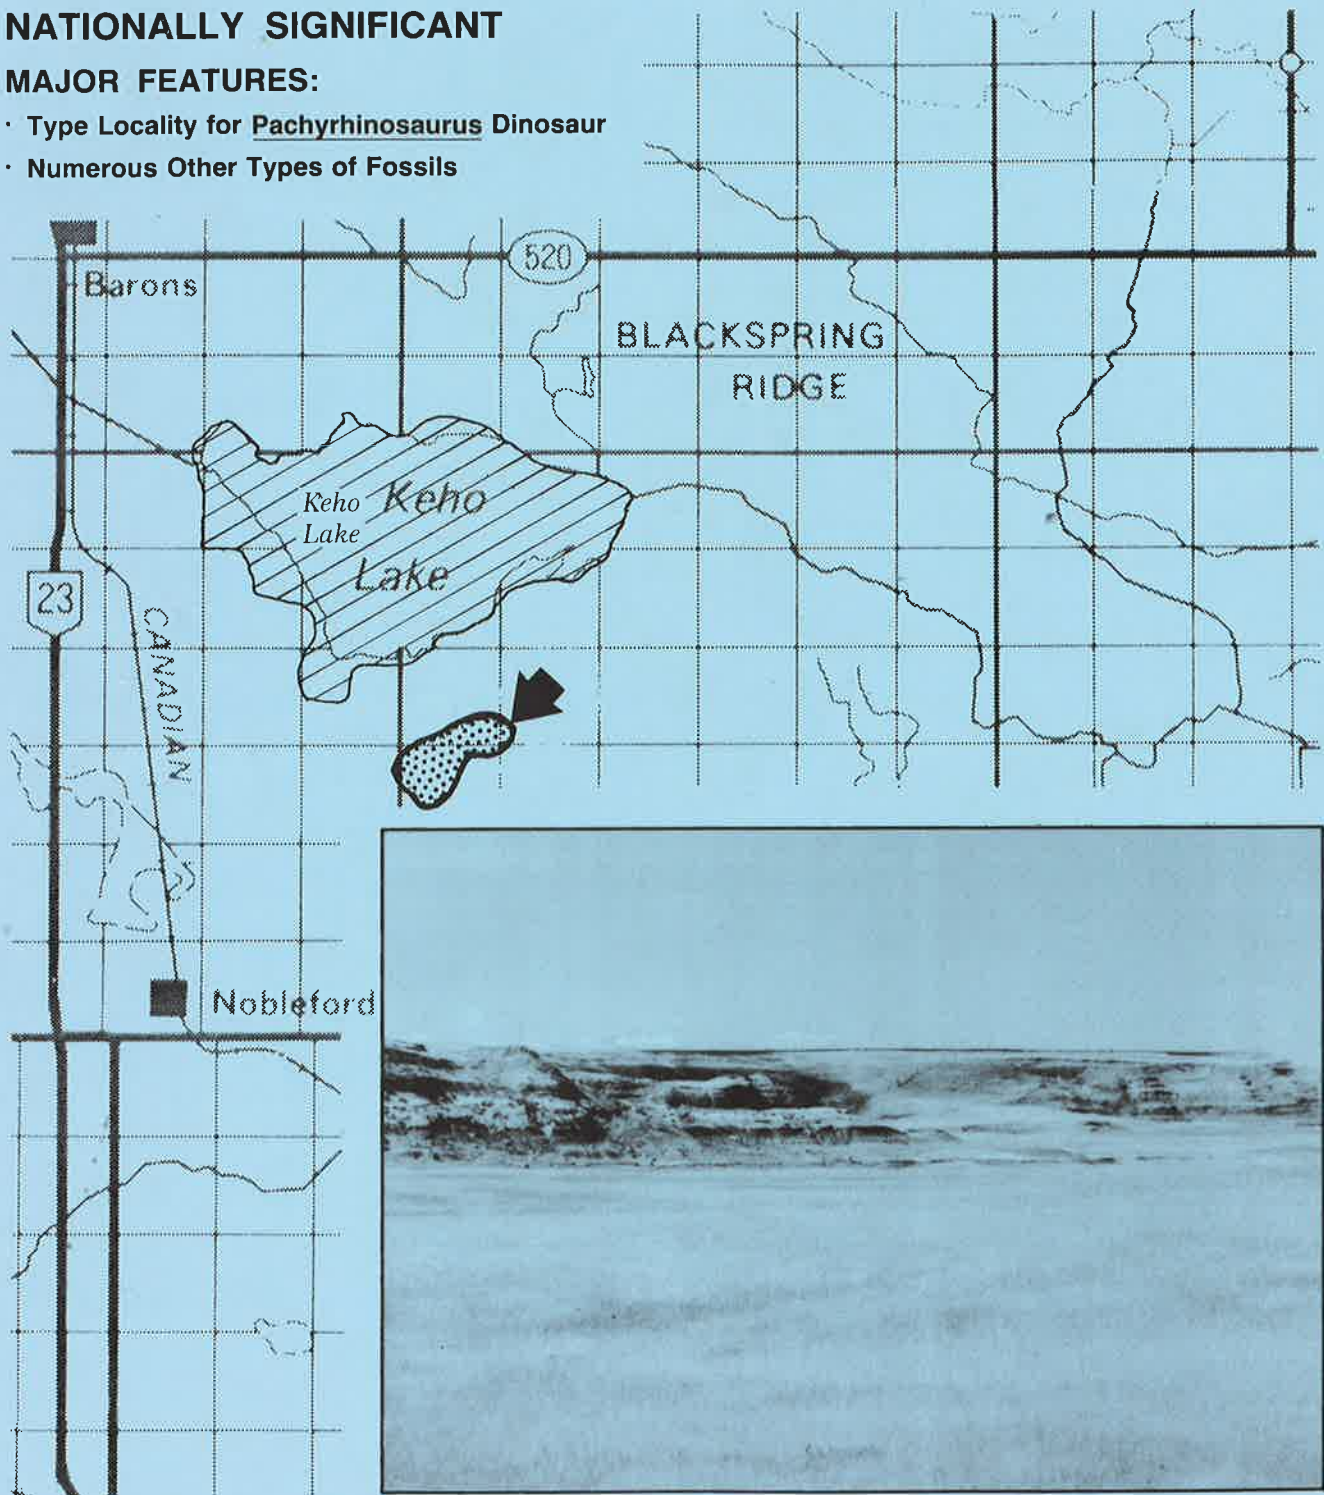 NATIONALLY SIGNIFICANT
MAJOR FEATURES:
· Type Locality for Pachyrhinosaurus Dinosaur
· Numerous Other Types of Fossils
520
Barons
BLACKSPRING
RIDGE
Keho
Lake
Keho
Lake
23
CANADIAN
Nobleford